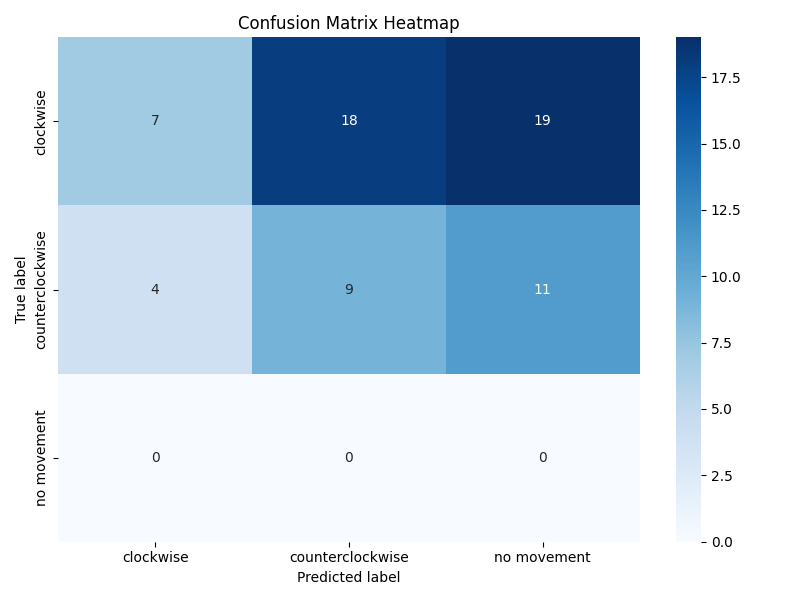 Confusion Matrix Heatmap
clockwise
counterclockwise
no movement
True label
7 18 19
4 9 11
0 0 0
clockwise counterclockwise no movement
Predicted label
17.5
15.0
12.5
10.0
7.5
5.0
2.5
0.0